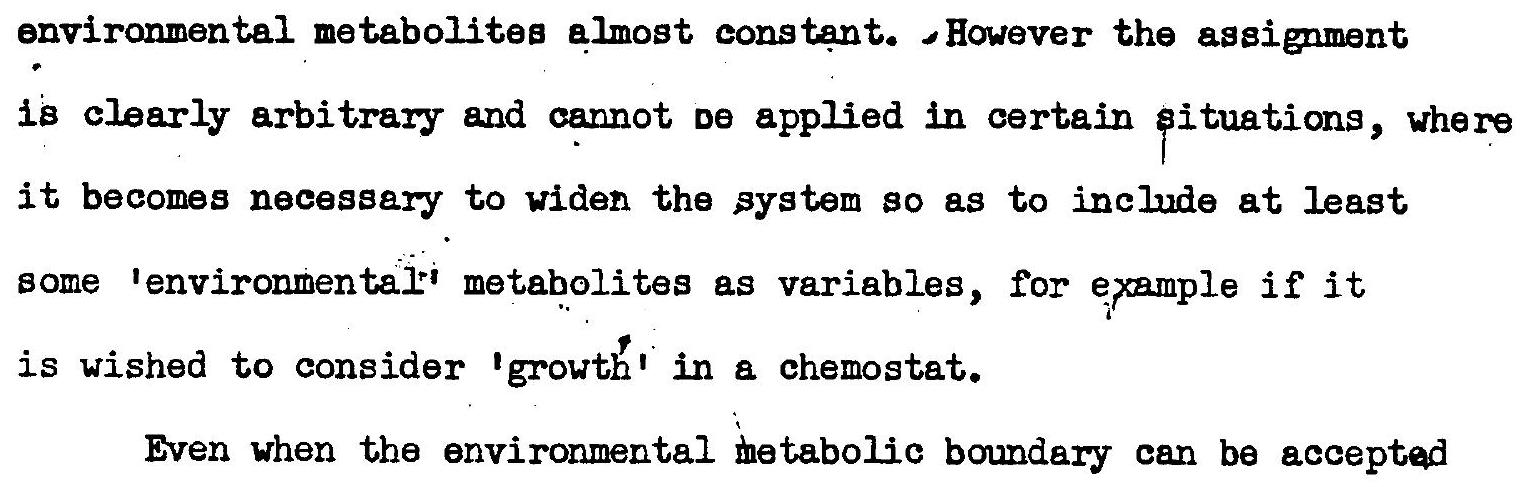 environmental metabolites almost constant. However the assignment
is clearly arbitrary and cannot be applied in certain situations, where
it becomes necessary to widen the system so as to include at least
some 'environmental' metabolites as variables, for example if it
is wished to consider 'growth' in a chemostat.
Even when the environmental metabolic boundary can be accepted